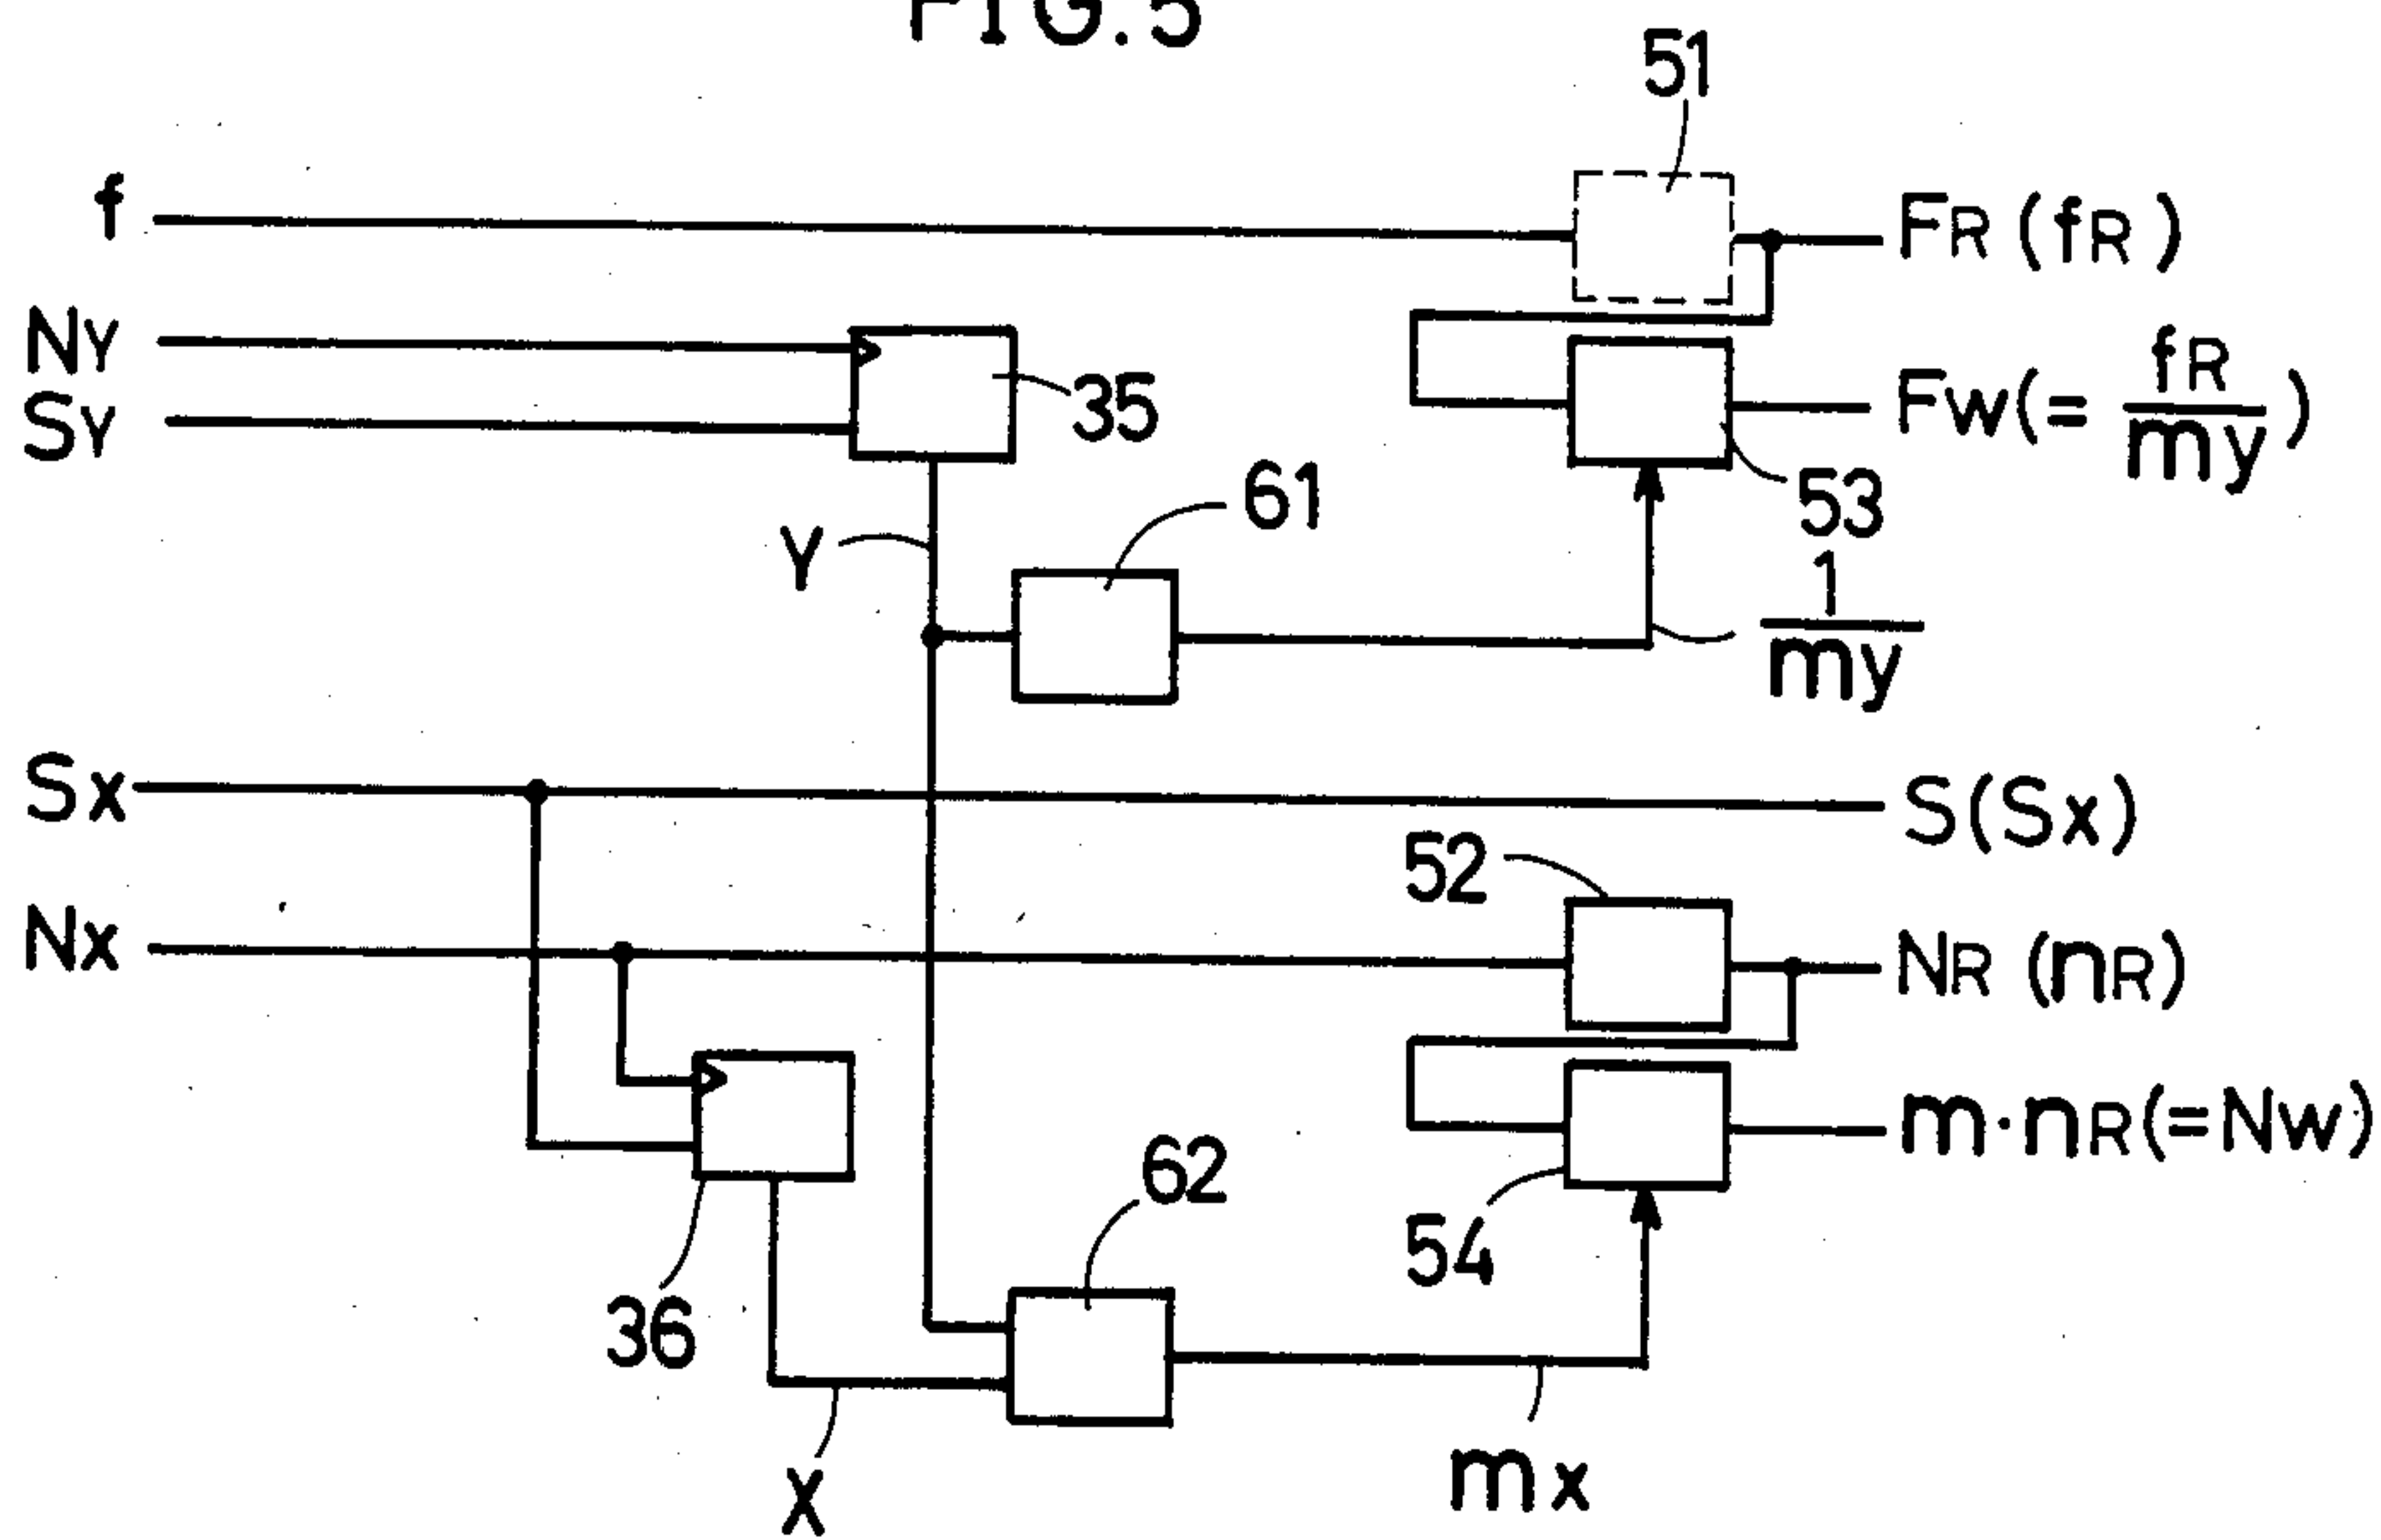 FIG.5
51
f
FR (fR)
NY
SY
35
FW(= fR/my)
53
61
Y
1/my
Sx
S(Sx)
52
Nx
NR (nR)
36
62
54
m·nR(=NW)
X
mx